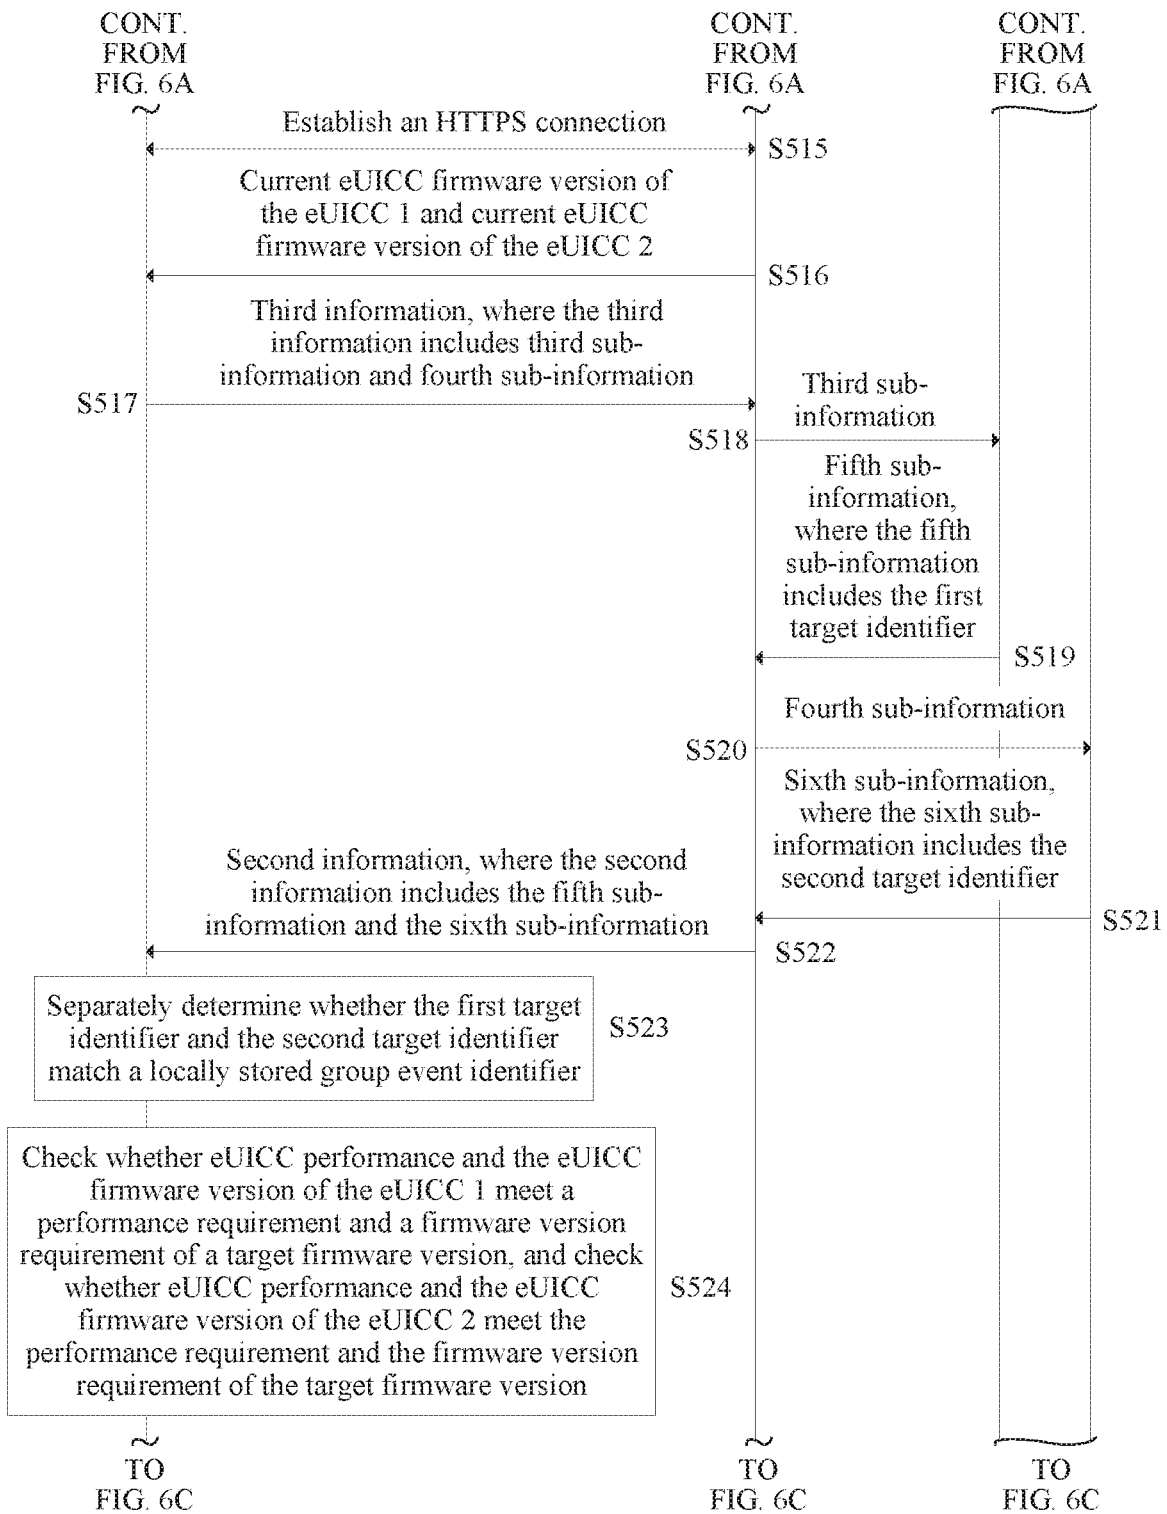 CONT.
FROM
FIG. 6A
CONT.
FROM
FIG. 6A
CONT.
FROM
FIG. 6A
Establish an HTTPS connection
S515
Current eUICC firmware version of
the eUICC 1 and current eUICC
firmware version of the eUICC 2
S516
Third information, where the third
information includes third sub-
information and fourth sub-information
S517
Third sub-
information
S518
Fifth sub-
information,
where the fifth
sub-information
includes the first
target identifier
S519
Fourth sub-information
S520
Sixth sub-information,
where the sixth sub-
information includes the
second target identifier
S521
Second information, where the second
information includes the fifth sub-
information and the sixth sub-information
S522
Separately determine whether the first target
identifier and the second target identifier
match a locally stored group event identifier
S523
Check whether eUICC performance and the eUICC
firmware version of the eUICC 1 meet a
performance requirement and a firmware version
requirement of a target firmware version, and check
whether eUICC performance and the eUICC
firmware version of the eUICC 2 meet the
performance requirement and the firmware version
requirement of the target firmware version
S524
TO
FIG. 6C
TO
FIG. 6C
TO
FIG. 6C